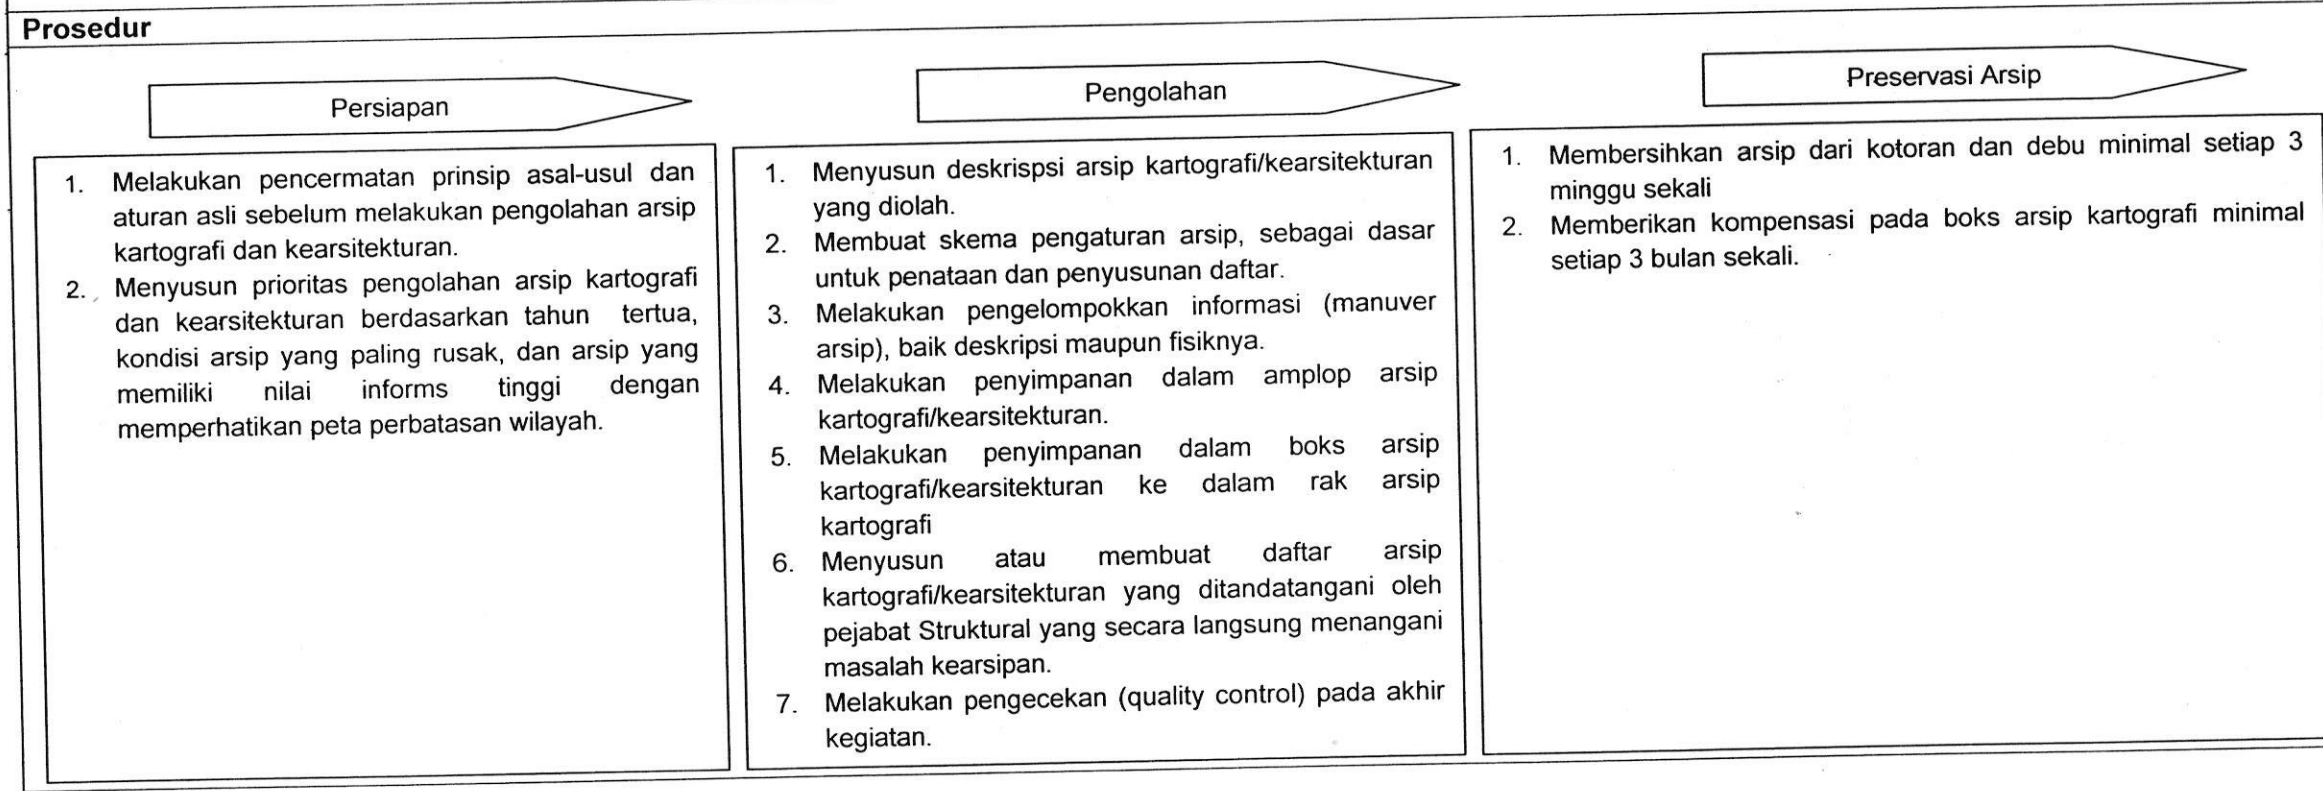 Prosedur
Persiapan
1. Melakukan pencermatan prinsip asal-usul dan
aturan asli sebelum melakukan pengolahan arsip
kartografi dan kearsitekturan.
2. Menyusun prioritas pengolahan arsip kartografi
dan kearsitekturan berdasarkan tahun tertua,
kondisi arsip yang paling rusak, dan arsip yang
memiliki nilai informs tinggi dengan
memperhatikan peta perbatasan wilayah.
Pengolahan
1. Menyusun deskrispsi arsip kartografi/kearsitekturan
yang diolah.
2. Membuat skema pengaturan arsip, sebagai dasar
untuk penataan dan penyusunan daftar.
3. Melakukan pengelompokkan informasi (manuver
arsip), baik deskripsi maupun fisiknya.
4. Melakukan penyimpanan dalam amplop arsip
kartografi/kearsitekturan.
5. Melakukan penyimpanan dalam boks arsip
kartografi/kearsitekturan ke dalam rak arsip
kartografi
6. Menyusun atau membuat daftar arsip
kartografi/kearsitekturan yang ditandatangani oleh
pejabat Struktural yang secara langsung menangani
masalah kearsipan.
7. Melakukan pengecekan (quality control) pada akhir
kegiatan.
Preservasi Arsip
1. Membersihkan arsip dari kotoran dan debu minimal setiap 3
minggu sekali
2. Memberikan kompensasi pada boks arsip kartografi minimal
setiap 3 bulan sekali.